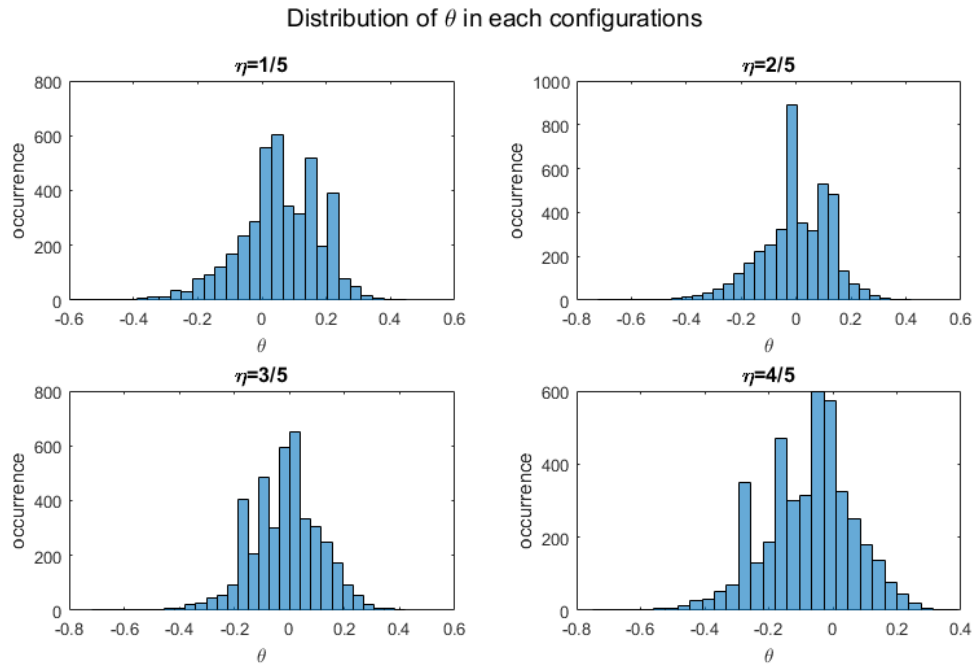 Distribution of θ in each configurations
η=1/5
800
600
400
200
0
occurrence
-0.6 -0.4 -0.2 0 0.2 0.4 0.6
θ
η=2/5
1000
800
600
400
200
0
occurrence
-0.8 -0.6 -0.4 -0.2 0 0.2 0.4 0.6
θ
η=3/5
800
600
400
200
0
occurrence
-0.8 -0.6 -0.4 -0.2 0 0.2 0.4 0.6
θ
η=4/5
600
400
200
0
occurrence
-0.8 -0.6 -0.4 -0.2 0 0.2 0.4
θ